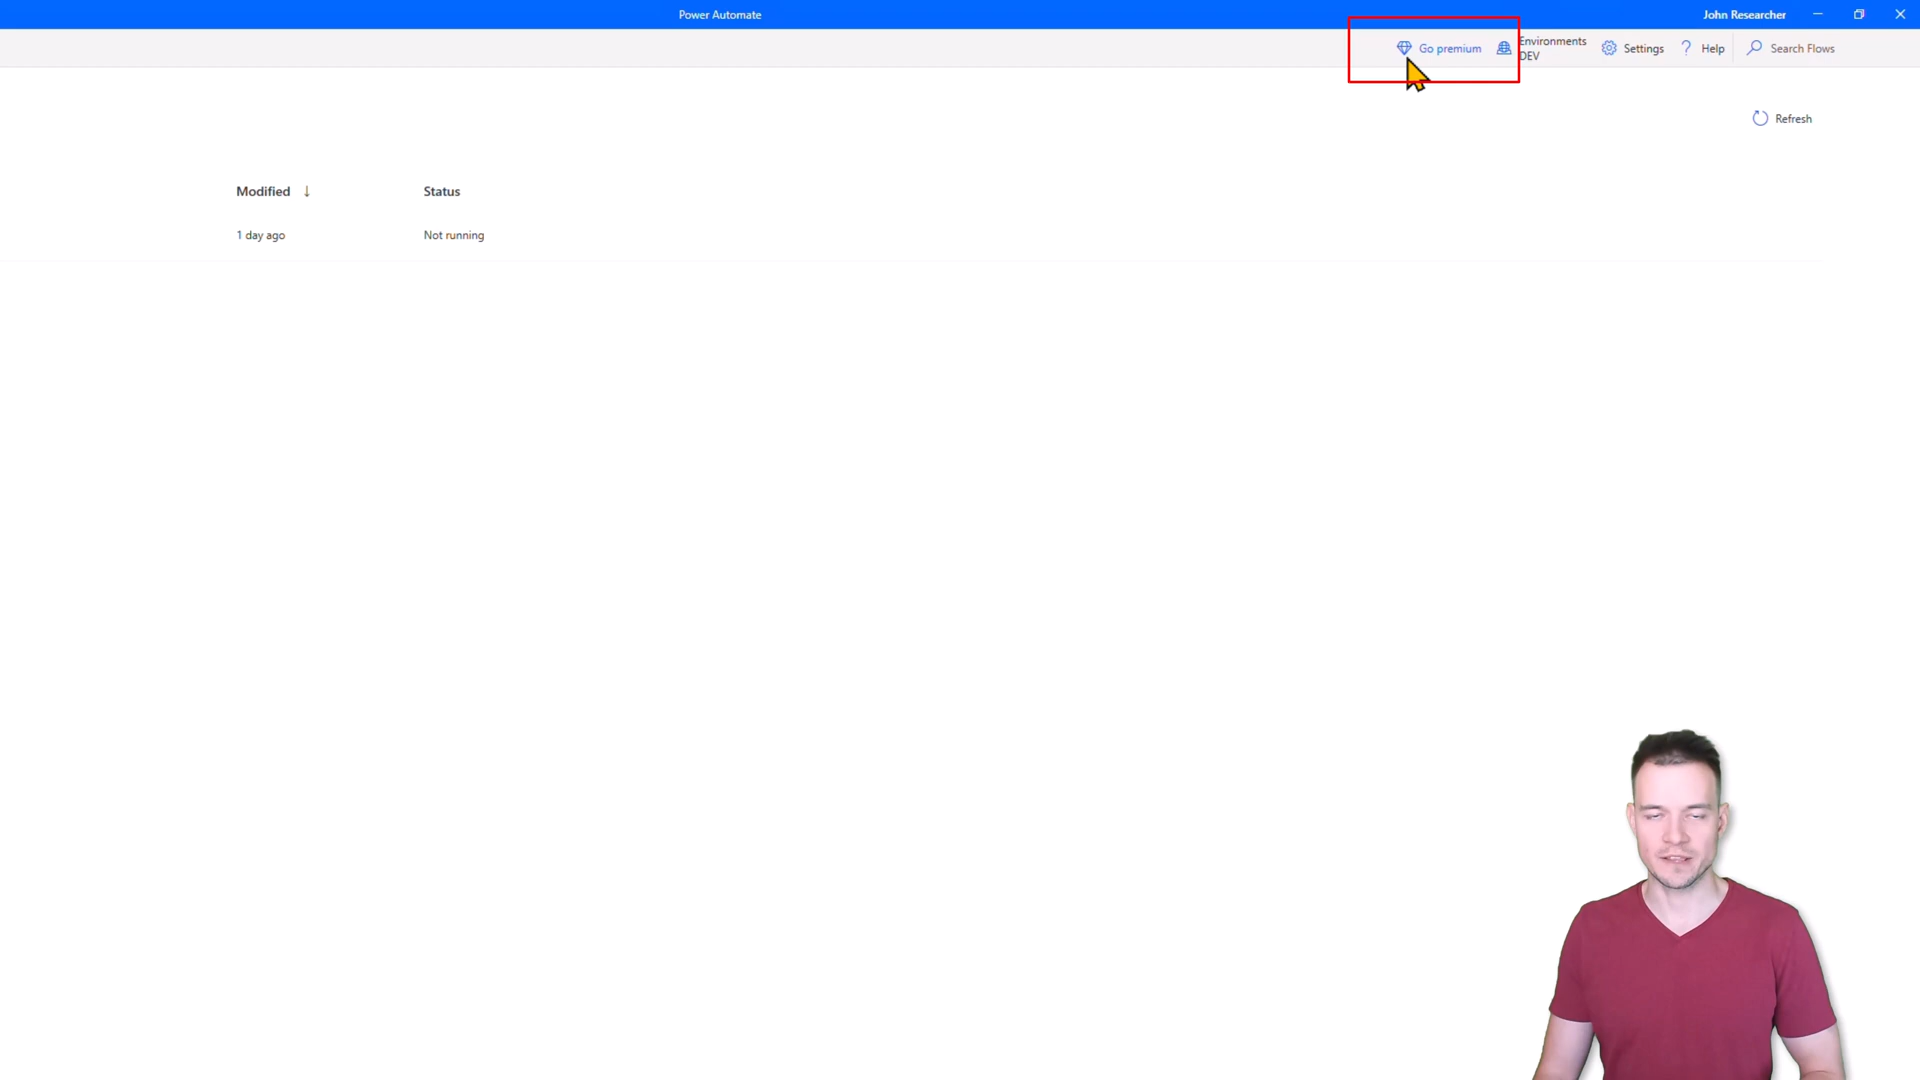 Power Automate
John Researcher
Go premium
Environments
DEV
Settings
? Help
Search Flows
Refresh
Modified ↓
Status
1 day ago
Not running